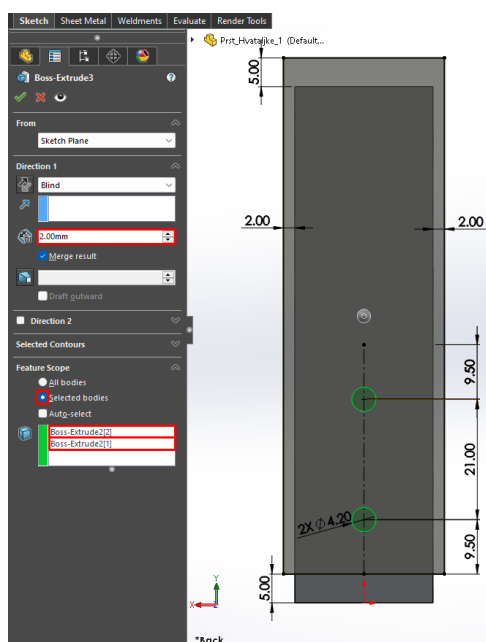 Sketch Sheet Metal Weldments Evaluate Render Tools
Prst_Hvataljke_1 (Default...
Boss-Extrude3
From
Sketch Plane
Direction 1
Blind
2.00mm
Merge result
Draft outward
Direction 2
Selected Contours
Feature Scope
All bodies
Selected bodies
Auto-select
Boss-Extrude2[2]
Boss-Extrude2[1]
5.00
2.00
2.00
9.50
21.00
2X Ø 4.20
9.50
5.00
Y
X
*Back